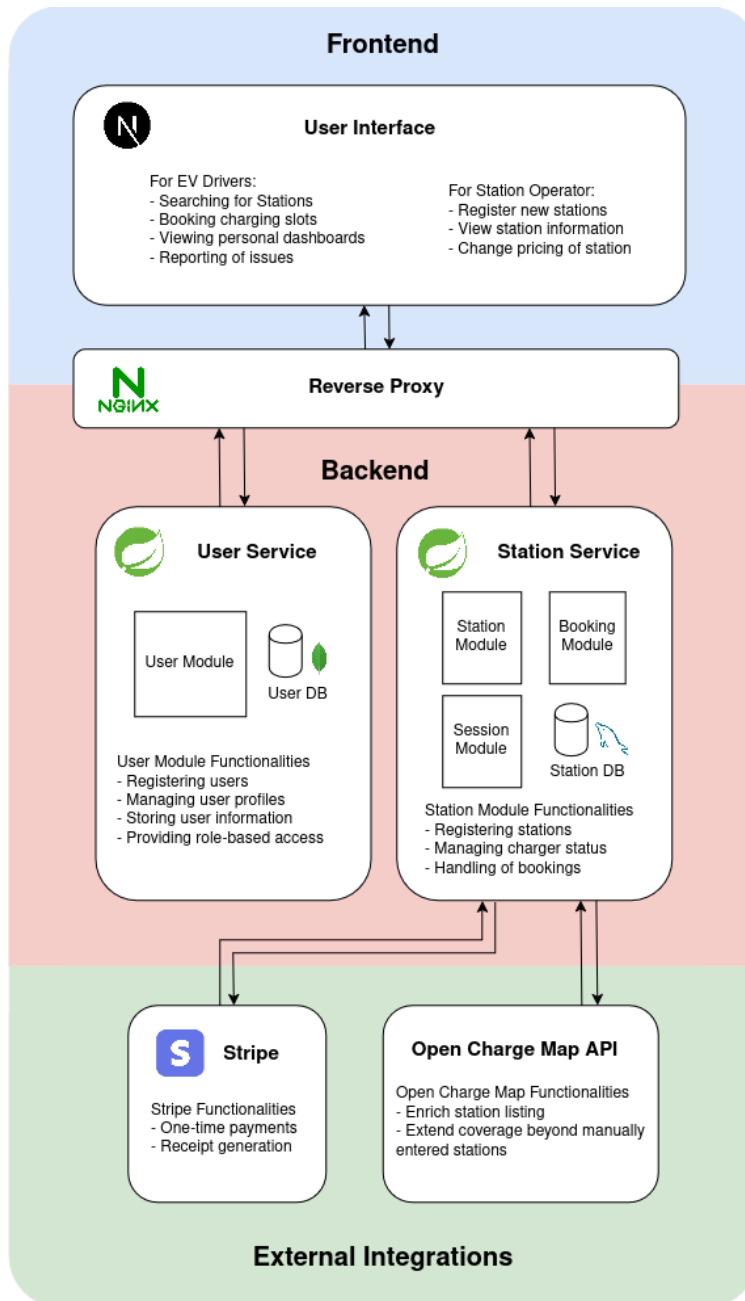 Frontend
N
User Interface
For EV Drivers:
- Searching for Stations
- Booking charging slots
- Viewing personal dashboards
- Reporting of issues
For Station Operator:
- Register new stations
- View station information
- Change pricing of station
N
NGINX
Reverse Proxy
Backend
User Service
User Module
User DB
User Module Functionalities
- Registering users
- Managing user profiles
- Storing user information
- Providing role-based access
Station Service
Station
Module
Booking
Module
Session
Module
Station DB
Station Module Functionalities
- Registering stations
- Managing charger status
- Handling of bookings
S
Stripe
Stripe Functionalities
- One-time payments
- Receipt generation
Open Charge Map API
Open Charge Map Functionalities
- Enrich station listing
- Extend coverage beyond manually
entered stations
External Integrations